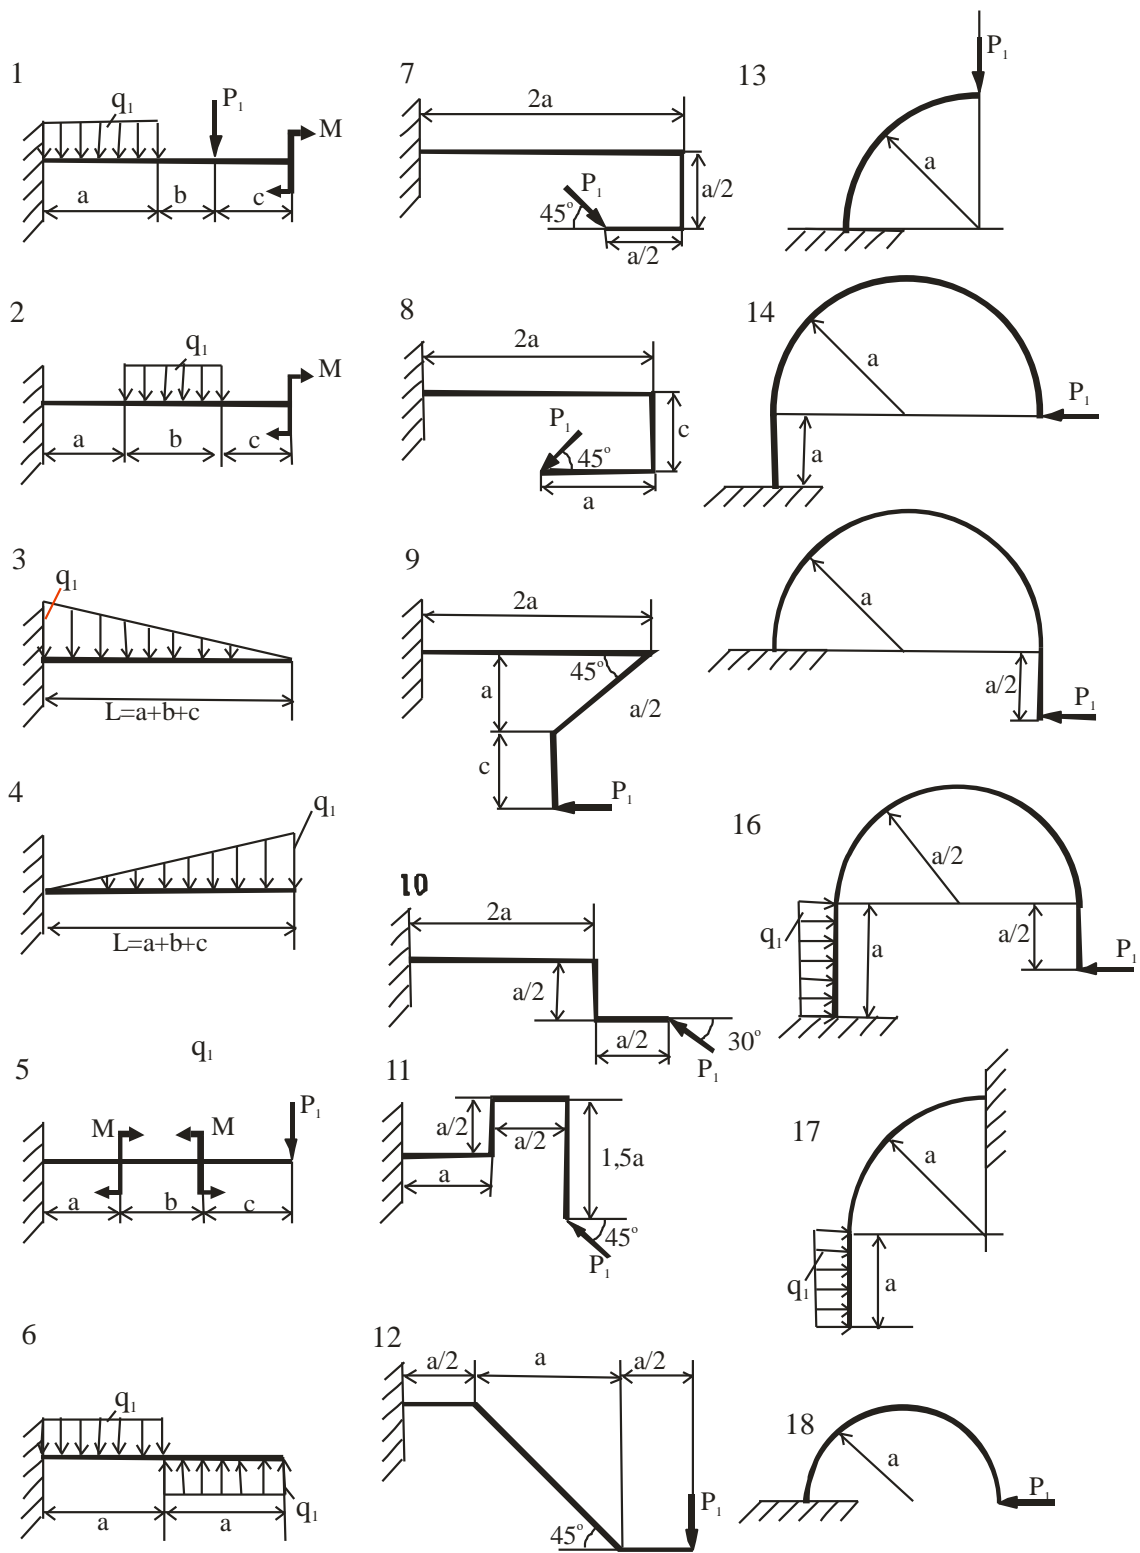 1
q₁
P₁
M
a
b
c
2
q₁
M
a
b
c
3
q₁
L=a+b+c
4
q₁
L=a+b+c
q₁
5
M
M
P₁
a
b
c
6
q₁
q₁
a
a
7
2a
P₁
45°
a/2
a/2
8
2a
P₁
45°
c
a
9
2a
45°
a
a/2
c
P₁
10
2a
a/2
a/2
30°
P₁
11
a/2
a/2
1,5a
a
45°
P₁
12
a/2
a
a/2
P₁
45°
13
P₁
a
14
a
P₁
a
a
a/2
P₁
16
a/2
q₁
a
a/2
P₁
17
a
q₁
a
18
a
P₁